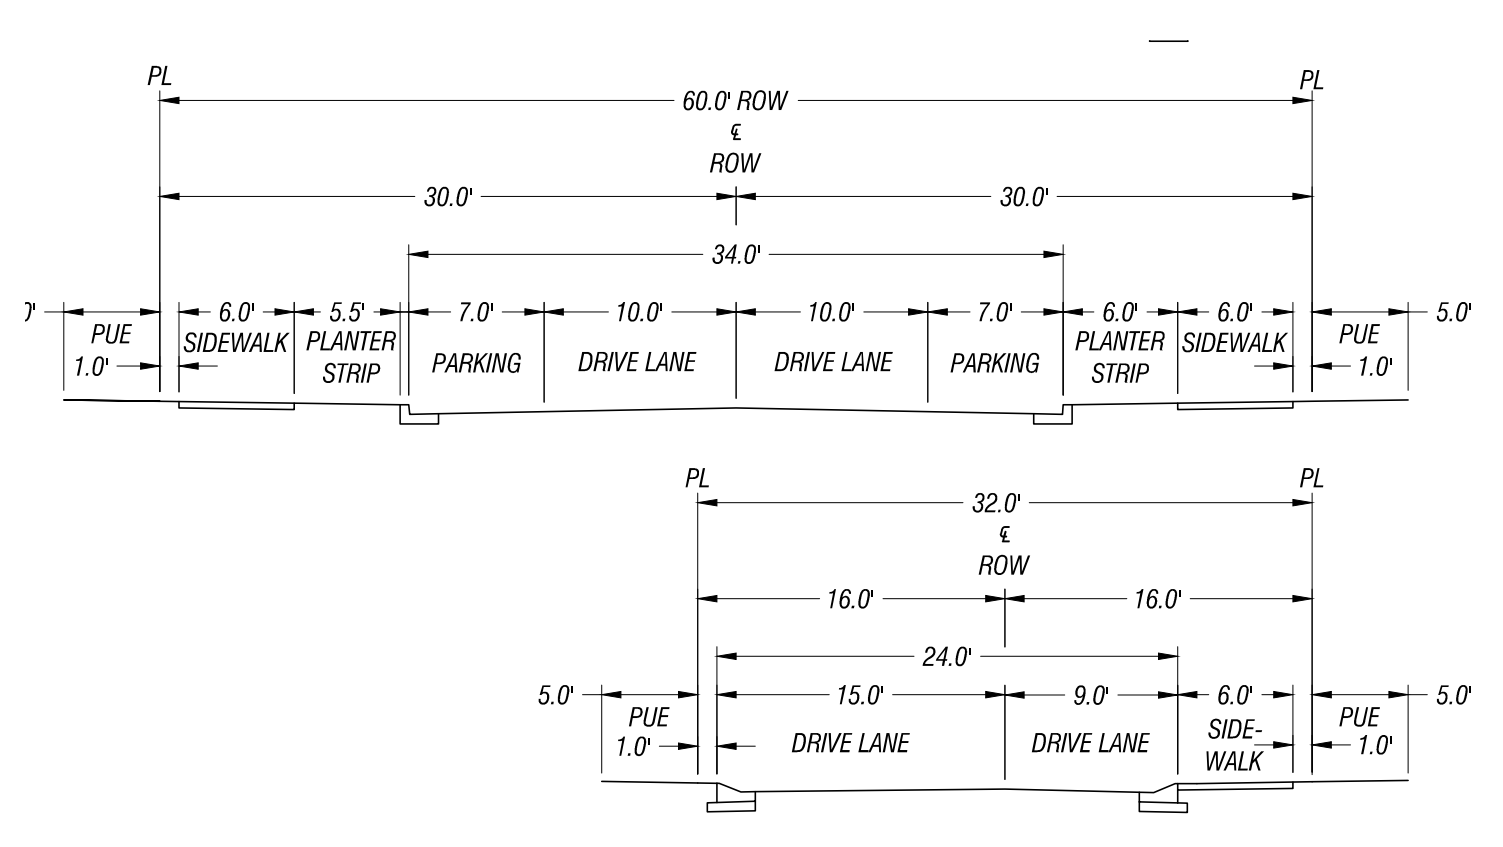 PL PL
60.0' ROW
℄
ROW
30.0' 30.0'
34.0'
6.0' 5.5' 7.0' 10.0' 10.0' 7.0' 6.0' 6.0' 5.0'
PUE SIDEWALK PLANTER PARKING DRIVE LANE DRIVE LANE PARKING PLANTER SIDEWALK PUE
1.0' STRIP STRIP 1.0'
PL PL
32.0'
℄
ROW
16.0' 16.0'
24.0'
5.0' 15.0' 9.0' 6.0' 5.0'
PUE DRIVE LANE DRIVE LANE SIDE- PUE
1.0' WALK 1.0'